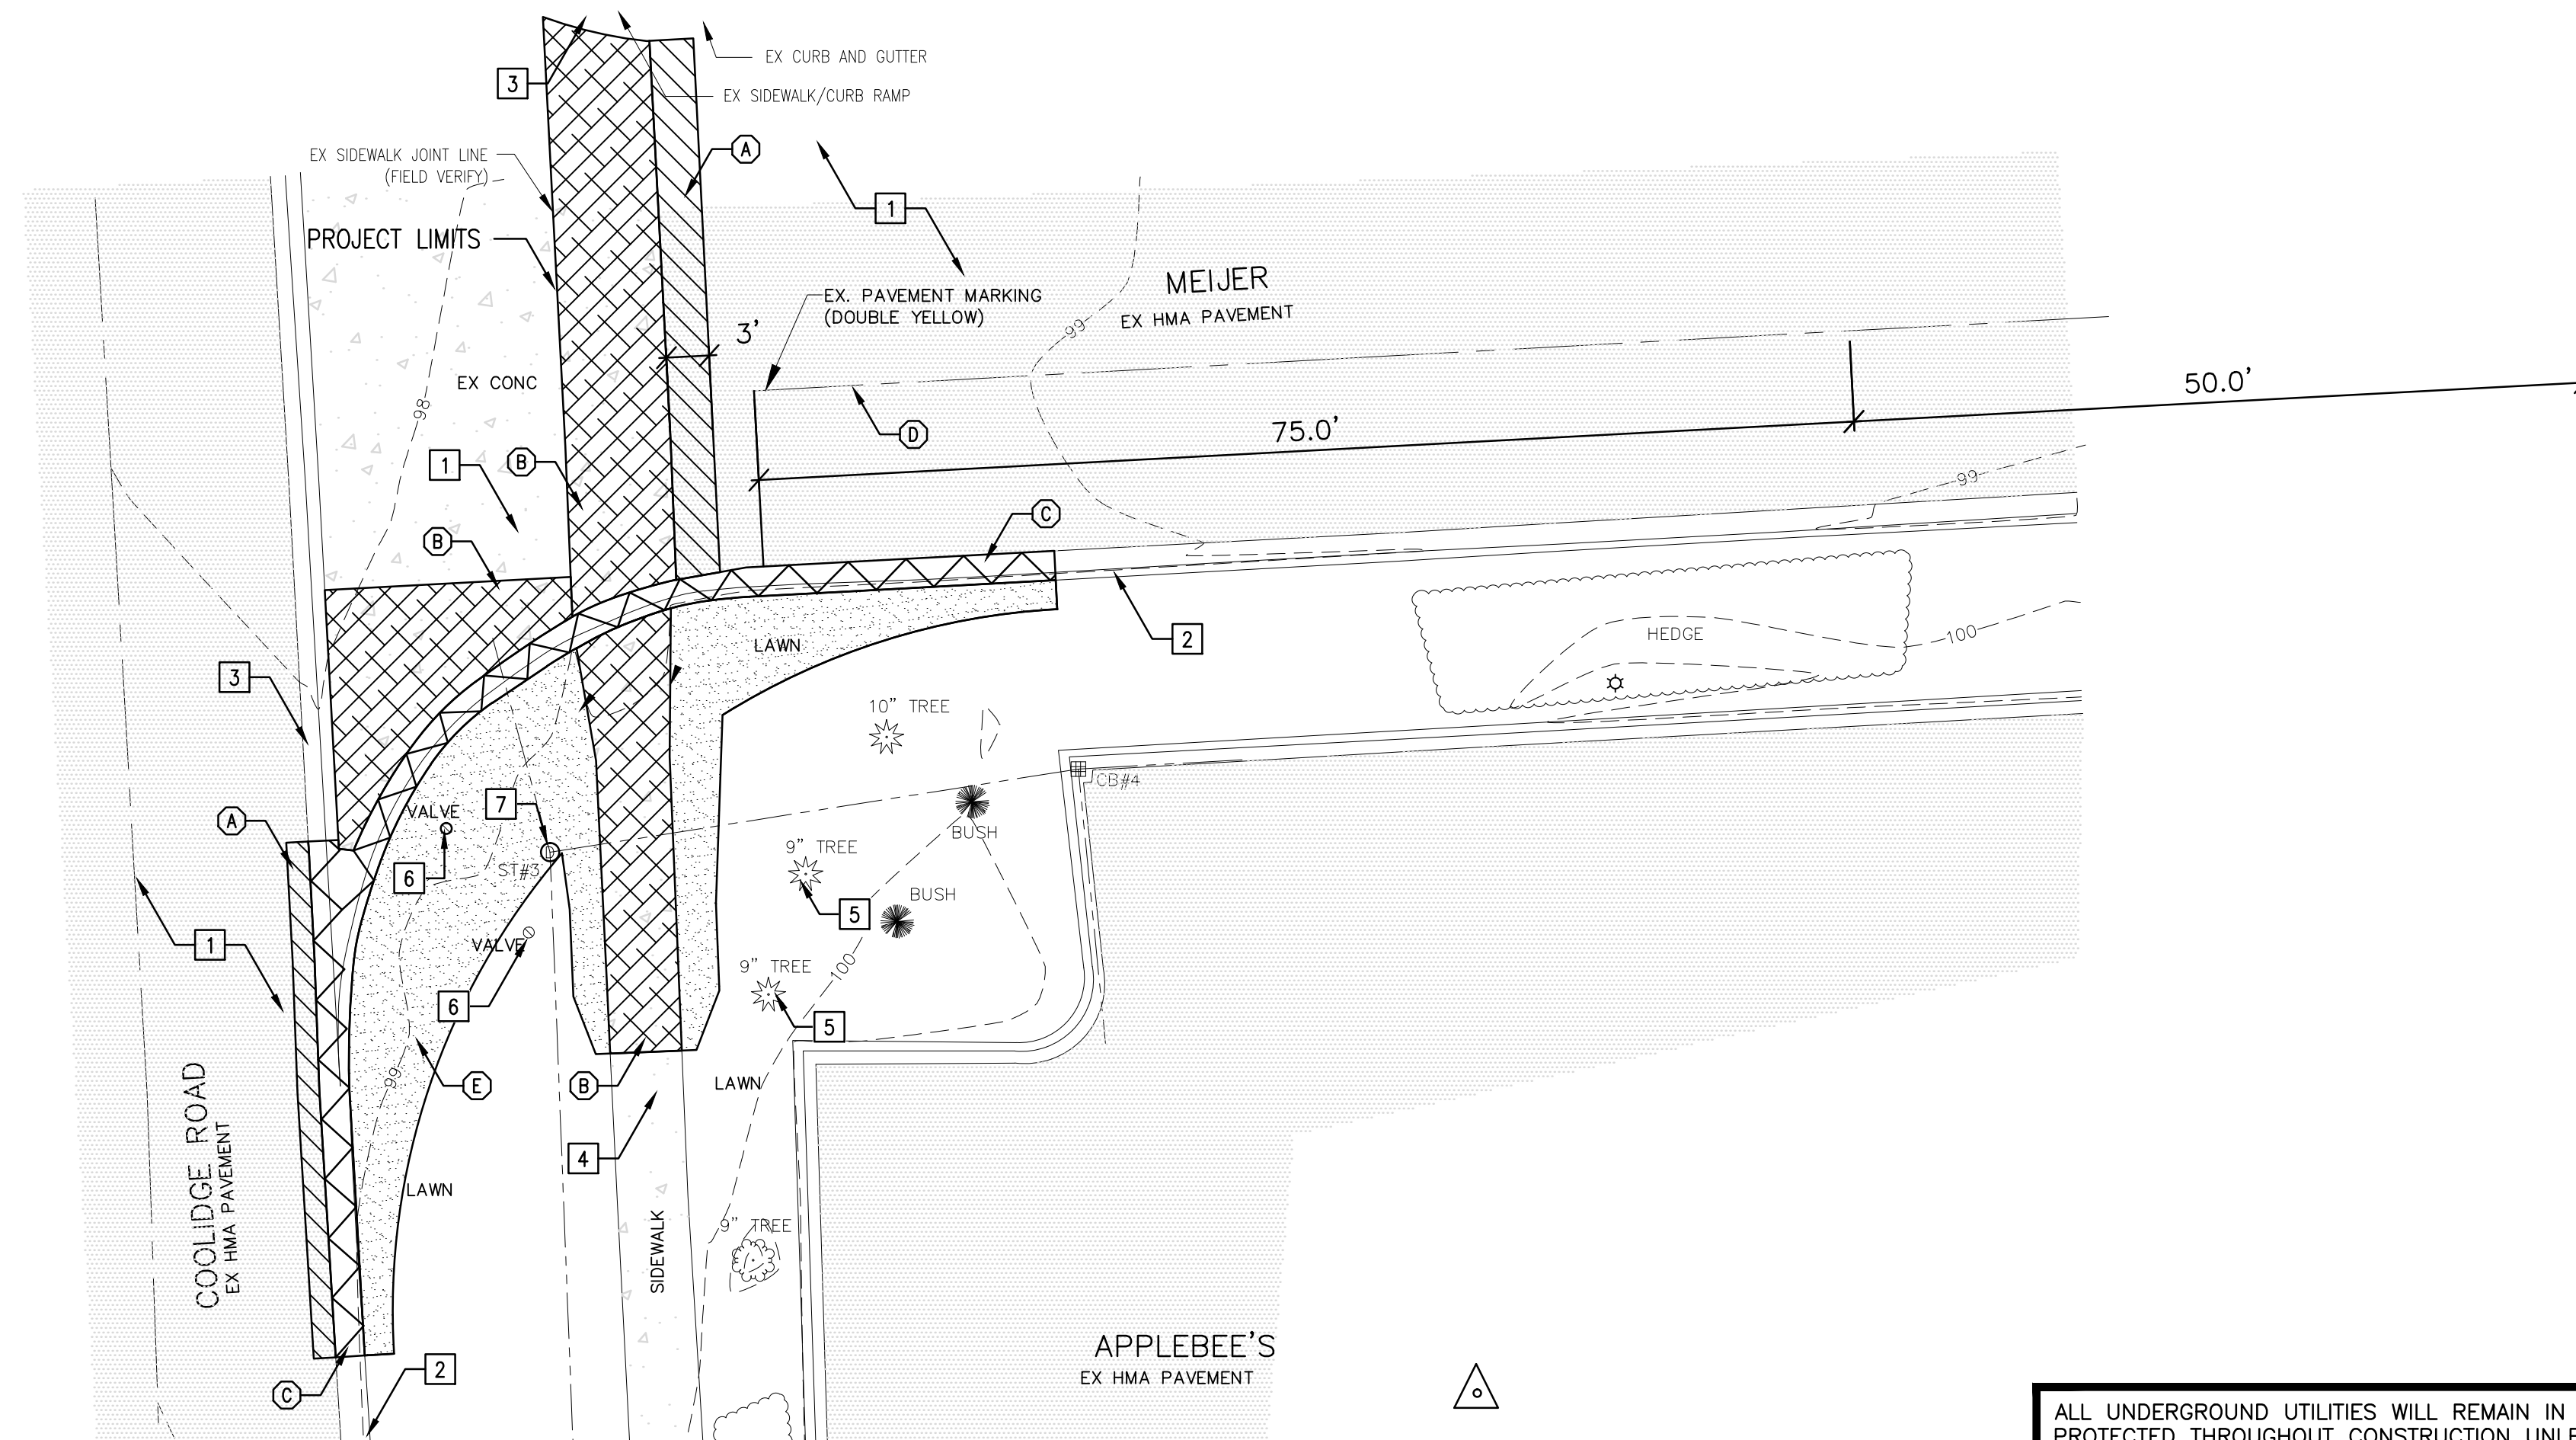 EX CURB AND GUTTER
3
EX SIDEWALK/CURB RAMP
A
EX SIDEWALK JOINT LINE
(FIELD VERIFY)
1
PROJECT LIMITS
MEIJER
EX HMA PAVEMENT
EX. PAVEMENT MARKING
(DOUBLE YELLOW)
3'
99
EX CONC
98
50.0'
75.0'
D
1
B
99
C
B
2
HEDGE
100
LAWN
3
10" TREE
CB#4
7
VALVE
A
BUSH
9" TREE
6
ST#3
BUSH
5
1
VALVE
9" TREE
100
6
5
99
E
B
LAWN
COOLIDGE ROAD
EX HMA PAVEMENT
4
LAWN
SIDEWALK
9" TREE
APPLEBEE'S
EX HMA PAVEMENT
2
C
ALL UNDERGROUND UTILITIES WILL REMAIN IN
PROTECTED THROUGHOUT CONSTRUCTION